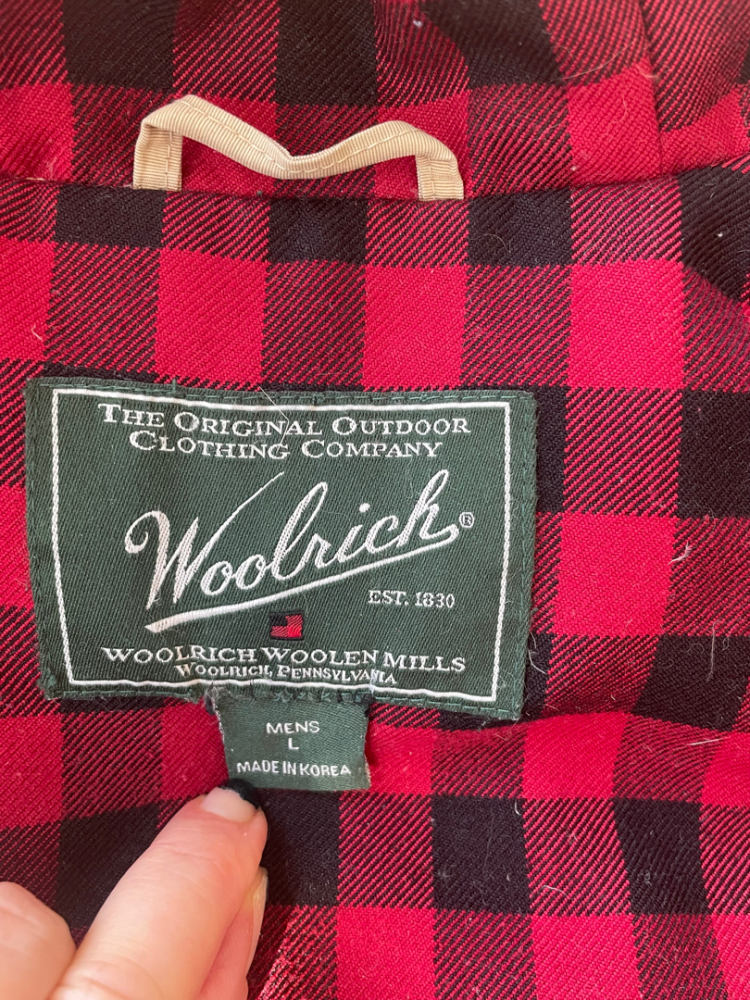 THE ORIGINAL OUTDOOR
CLOTHING COMPANY
Woolrich®
EST. 1830
WOOLRICH WOOLEN MILLS
WOOLRICH, PENNSYLVANIA
MENS
L
MADE IN KOREA